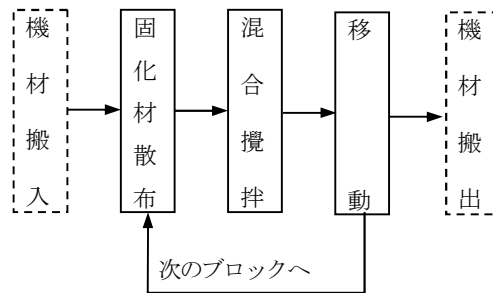 機材搬入
固化材散布
混合攪拌
移動
機材搬出
次のブロックへ